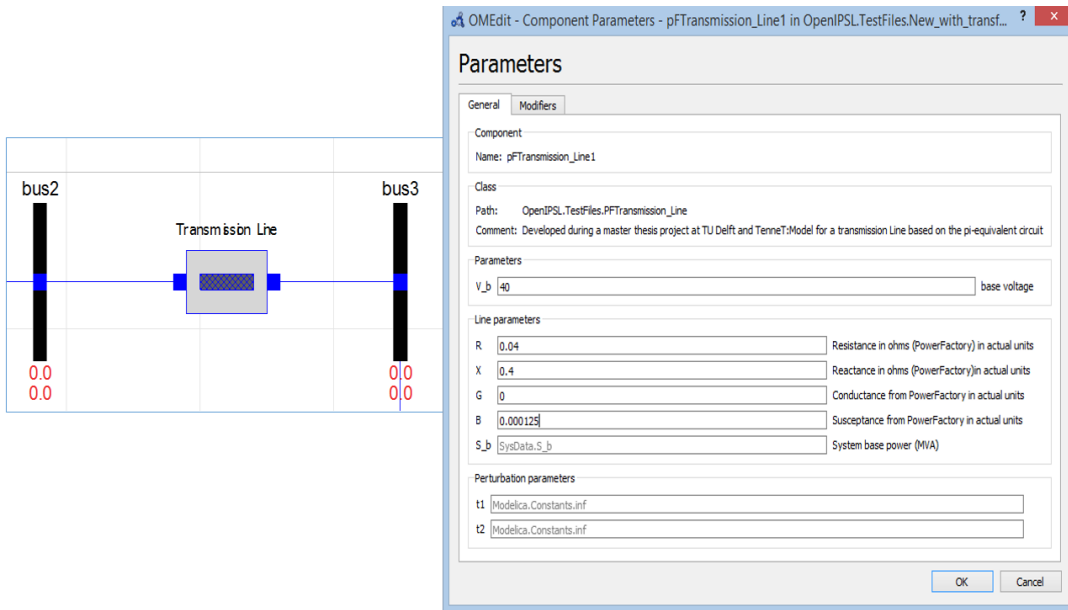 bus2
bus3
Transmission Line
0.0
0.0
0.0
0.0
OMEdit - Component Parameters - pFTransmission_Line1 in OpenIPSL.TestFiles.New_with_transf... ? x
Parameters
General Modifiers
Component
Name: pFTransmission_Line1
Class
Path: OpenIPSL.TestFiles.PFTransmission_Line
Comment: Developed during a master thesis project at TU Delft and TenneT:Model for a transmission Line based on the pi-equivalent circuit
Parameters
V_b 40 base voltage
Line parameters
R 0.04 Resistance in ohms (PowerFactory) in actual units
X 0.4 Reactance in ohms (PowerFactory)in actual units
G 0 Conductance from PowerFactory in actual units
B 0.000125 Susceptance from PowerFactory in actual units
S_b SysData.S_b System base power (MVA)
Perturbation parameters
t1 Modelica.Constants.inf
t2 Modelica.Constants.inf
OK Cancel